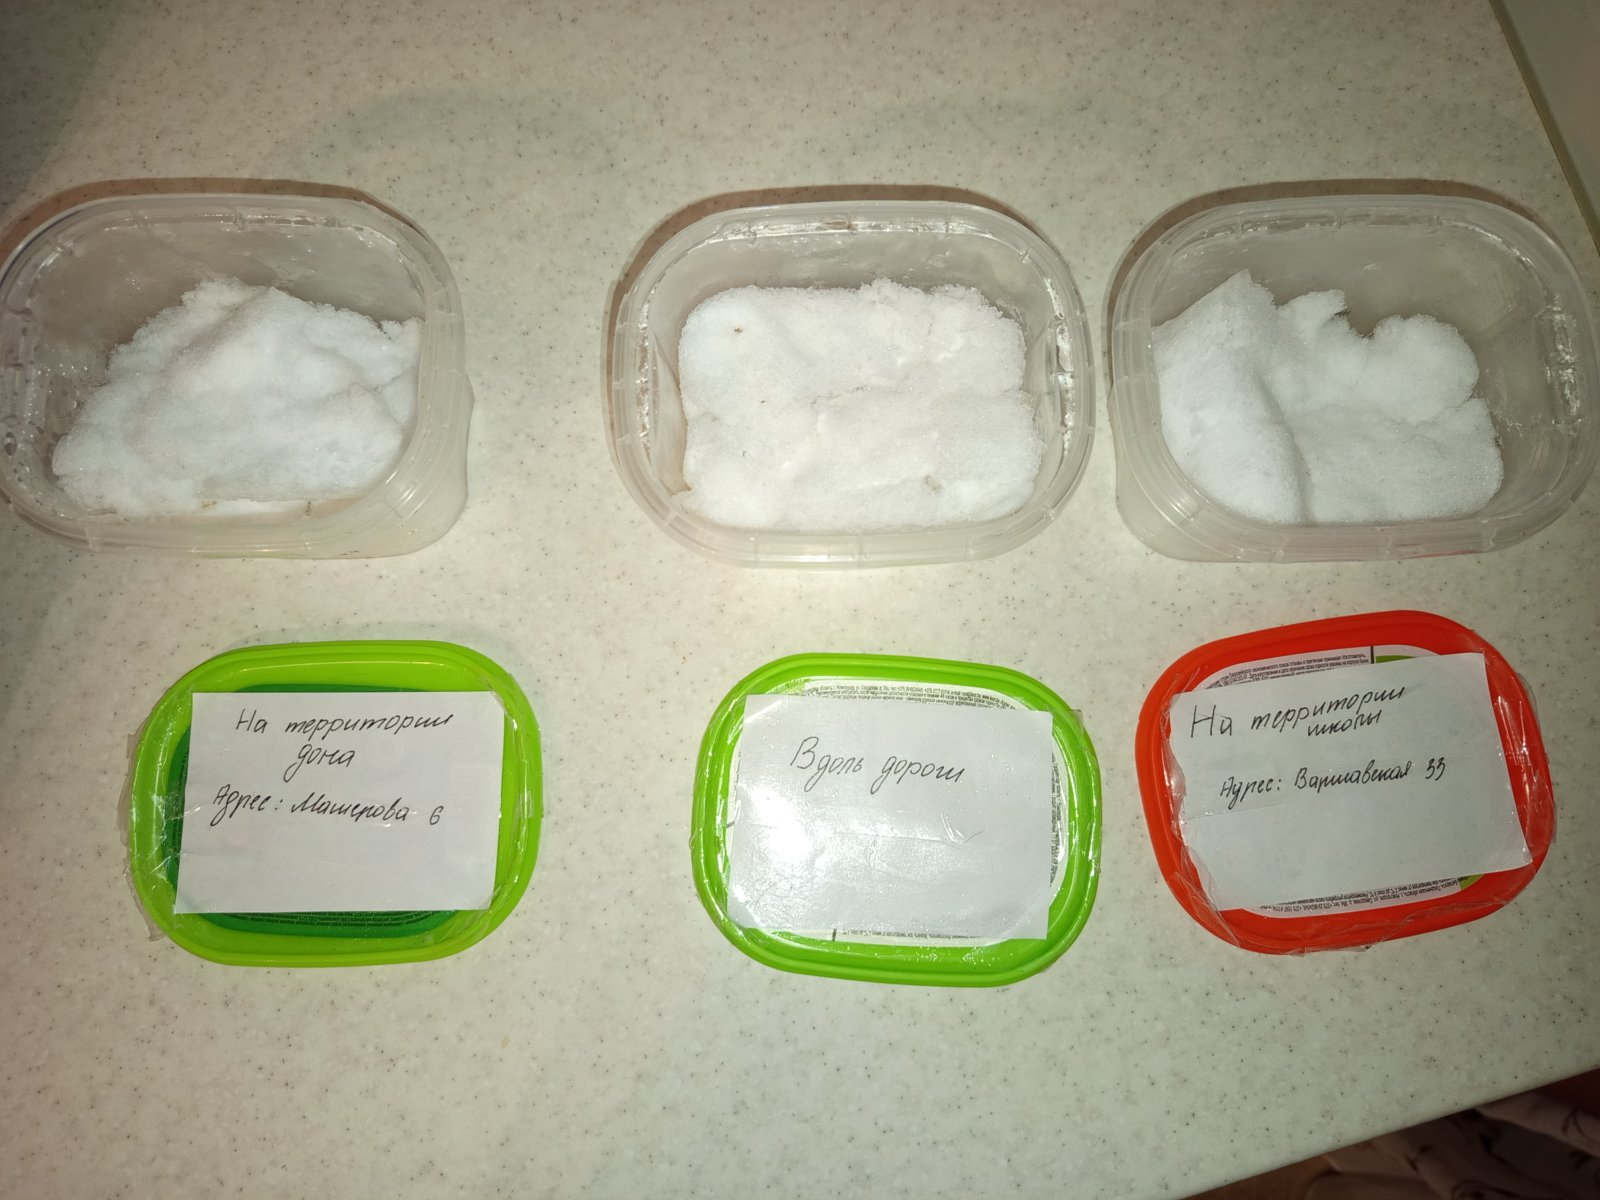 На территории
дома
Адрес: Машерова 6
Вдоль дороги
На территории
школы
Адрес: Варшавская 33